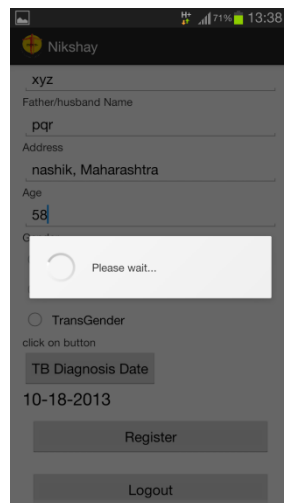 H+ 71% 13:38
Nikshay
xyz
Father/husband Name
pqr
Address
nashik, Maharashtra
Age
58
Please wait...
TransGender
click on button
TB Diagnosis Date
10-18-2013
Register
Logout